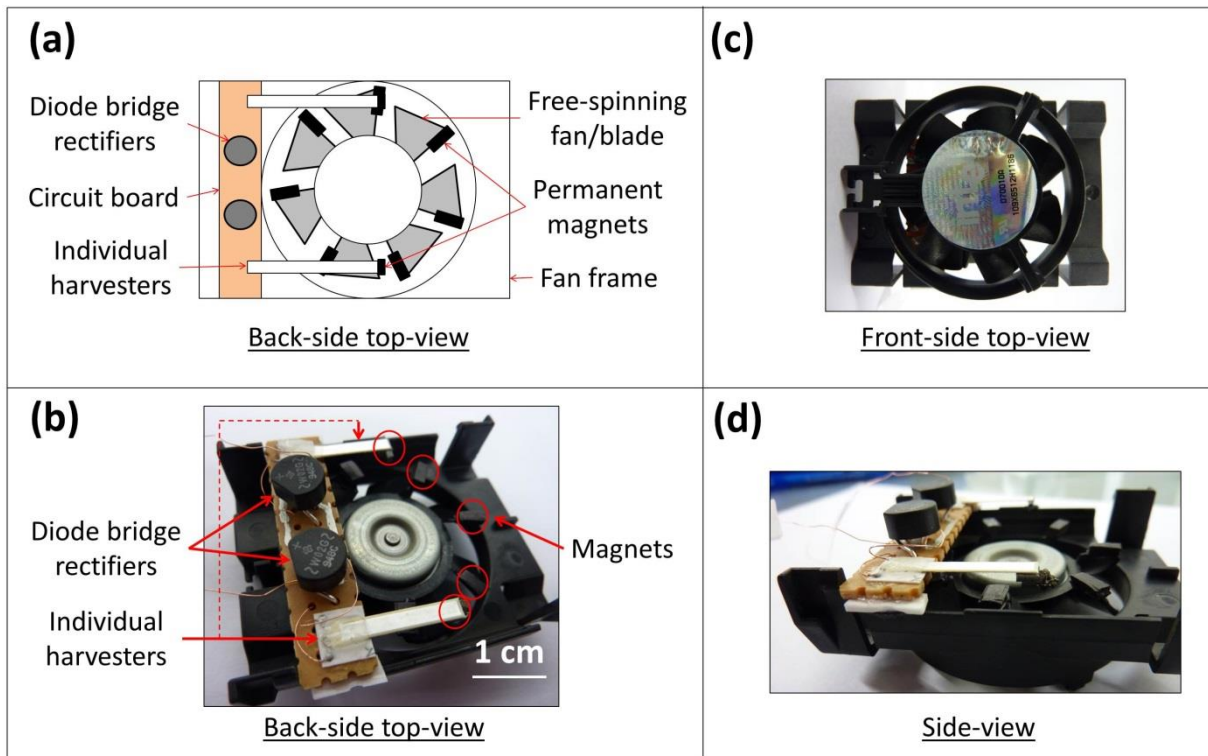 (a)
Diode bridge
rectifiers
Circuit board
Individual
harvesters
Free-spinning
fan/blade
Permanent
magnets
Fan frame
Back-side top-view
(c)
Front-side top-view
(b)
Diode bridge
rectifiers
Individual
harvesters
Magnets
1 cm
Back-side top-view
(d)
Side-view